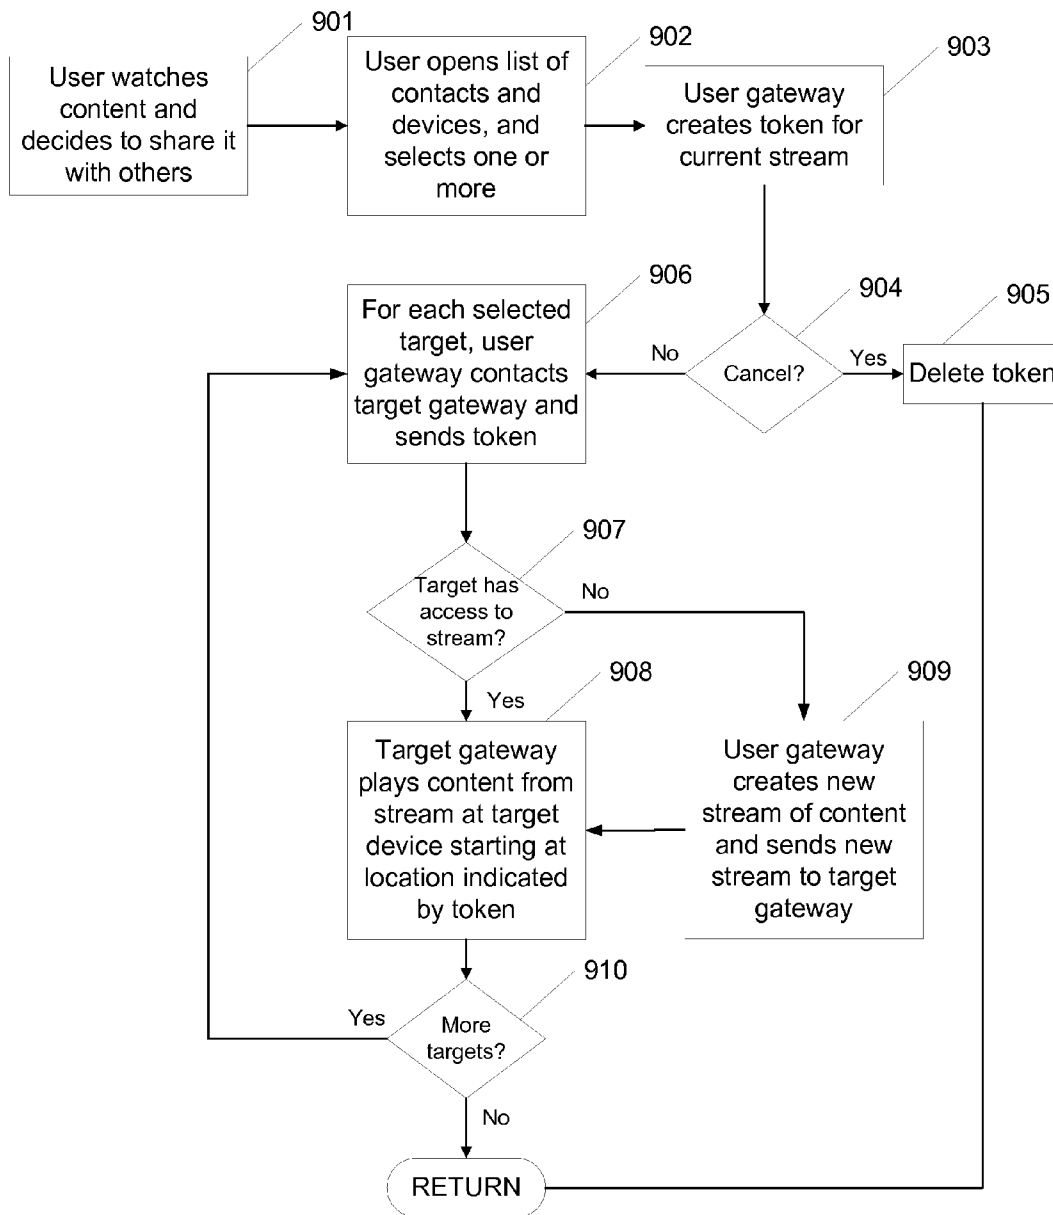 901
User watches
content and
decides to share it
with others
902
User opens list of
contacts and
devices, and
selects one or
more
903
User gateway
creates token for
current stream
904
Cancel?
No
Yes
905
Delete token
906
For each selected
target, user
gateway contacts
target gateway and
sends token
907
Target has
access to
stream?
No
Yes
908
Target gateway
plays content from
stream at target
device starting at
location indicated
by token
909
User gateway
creates new
stream of content
and sends new
stream to target
gateway
910
More
targets?
Yes
No
RETURN